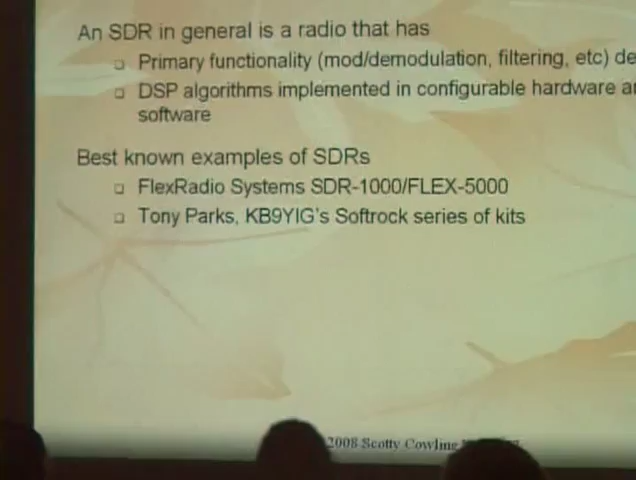 An SDR in general is a radio that has
Primary functionality (mod/demodulation, filtering, etc) de
DSP algorithms implemented in configurable hardware
software
Best known examples of SDRs
FlexRadio Systems SDR-1000/FLEX-5000
Tony Parks, KB9YIG's Softrock series of kits
2008 Scotty Cowling